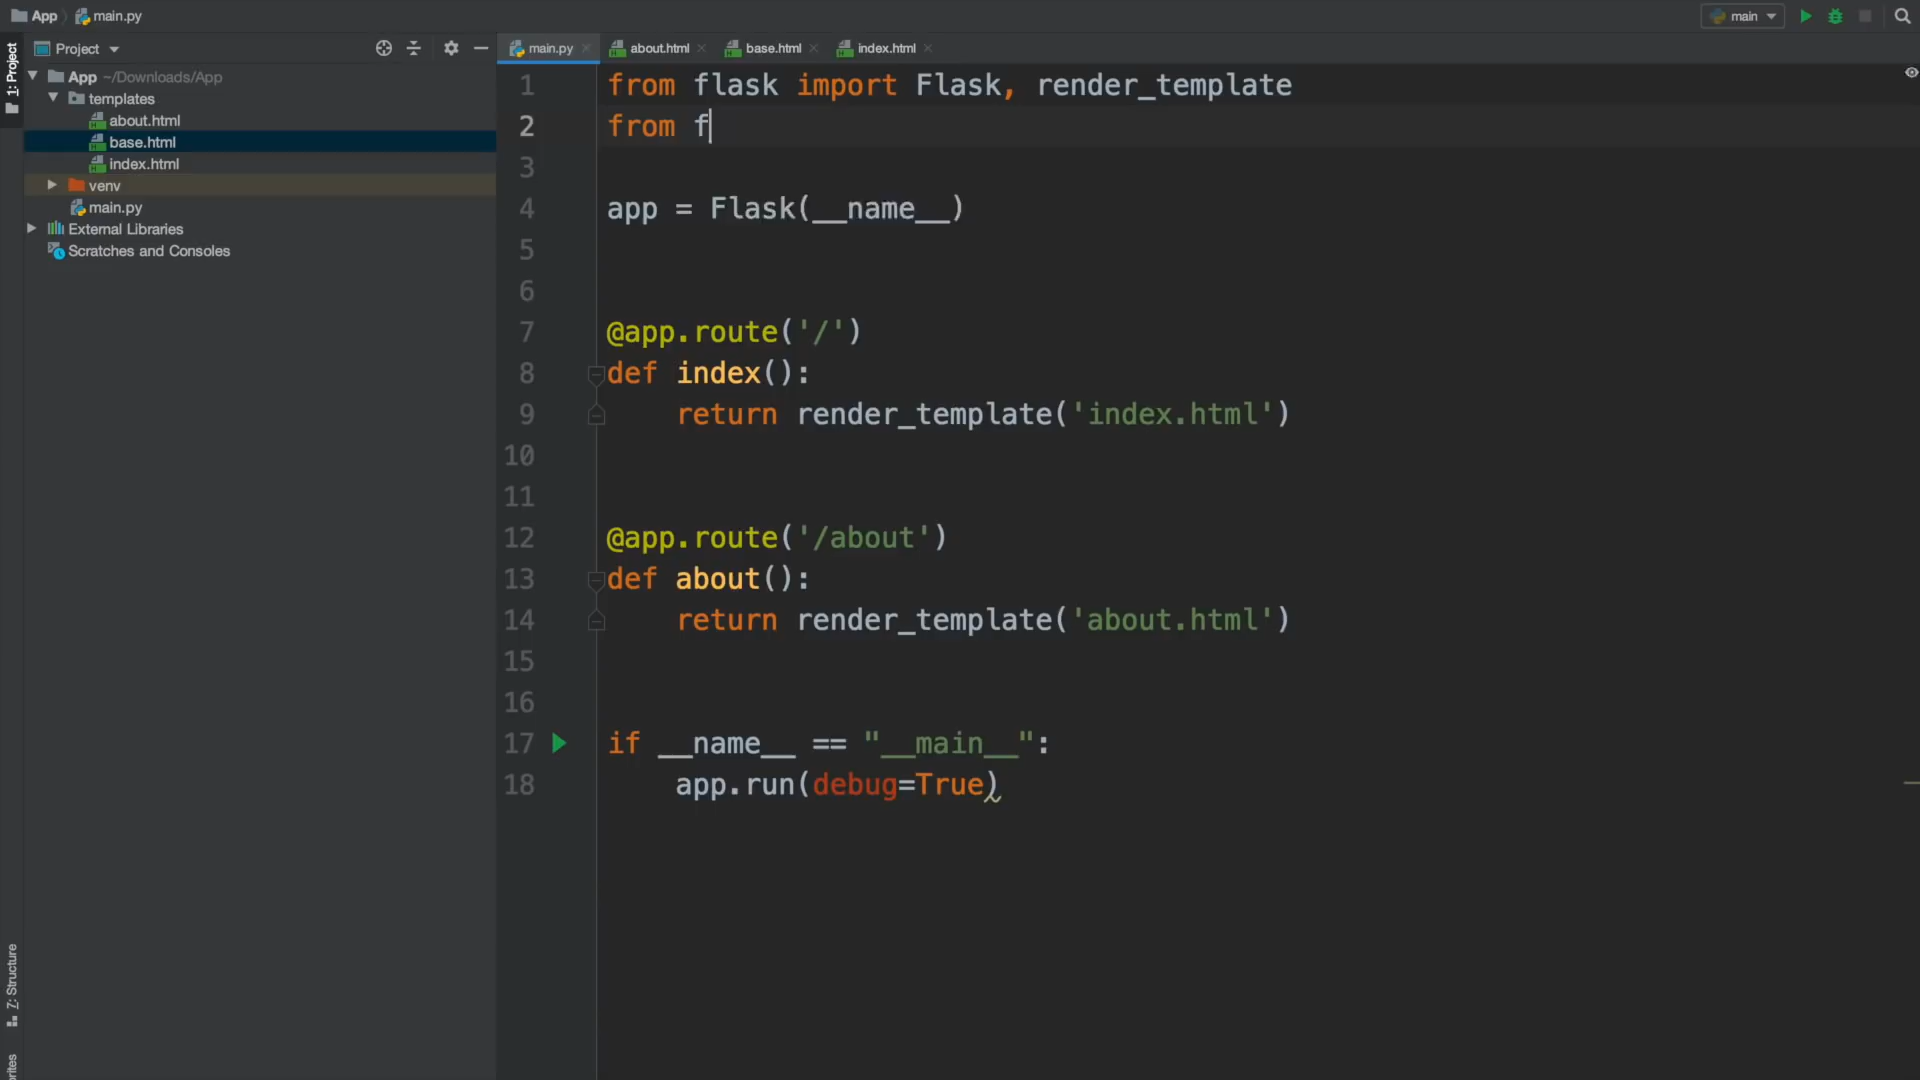 App main.py
main
Project
main.py
about.html
base.html
index.html
1: Project
App ~/Downloads/App
templates
about.html
base.html
index.html
venv
main.py
External Libraries
Scratches and Consoles
1 from flask import Flask, render_template
2 from f
3
4 app = Flask(__name__)
5
6
7 @app.route('/')
8 def index():
9 return render_template('index.html')
10
11
12 @app.route('/about')
13 def about():
14 return render_template('about.html')
15
16
17 if __name__ == "__main__":
18 app.run(debug=True)
Z: Structure